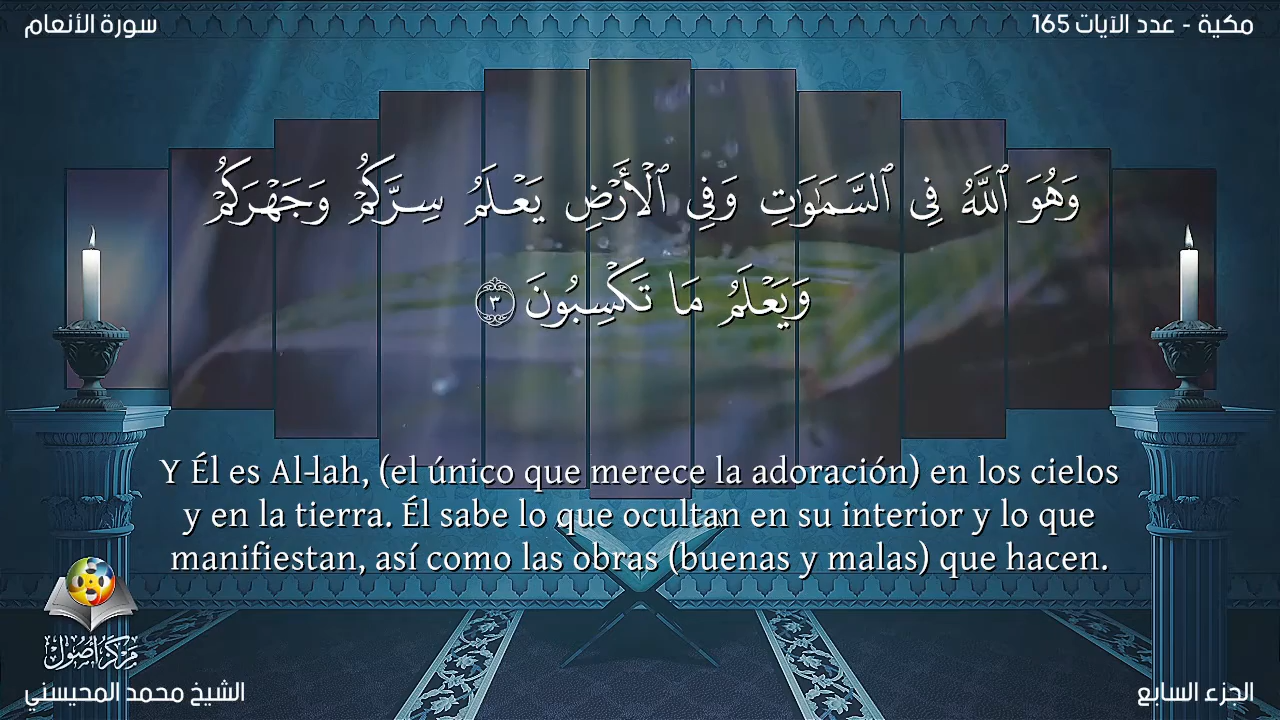 سورة الأنعام
مكية - عدد الآيات 165
وَهُوَ ٱللَّهُ فِى ٱلسَّمَٰوَٰتِ وَفِى ٱلْأَرْضِ يَعْلَمُ سِرَّكُمْ وَجَهْرَكُمْ
وَيَعْلَمُ مَا تَكْسِبُونَ ٣
Y Él es Al-lah, (el único que merece la adoración) en los cielos
y en la tierra. Él sabe lo que ocultan en su interior y lo que
manifiestan, así como las obras (buenas y malas) que hacen.
مركز أصول
الشيخ محمد المحيسني
الجزء السابع